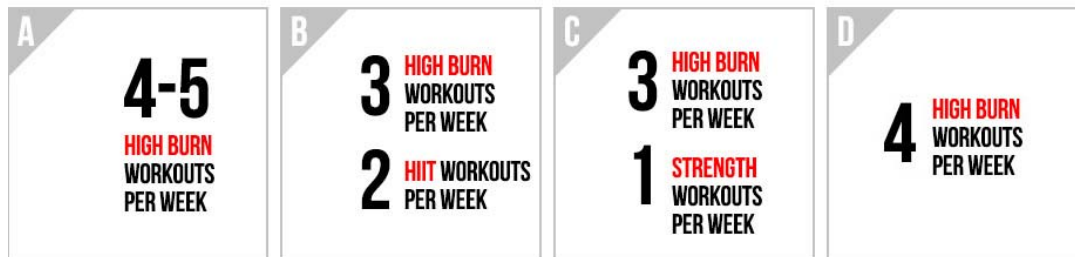 A
4-5
HIGH BURN
WORKOUTS
PER WEEK
B
3 HIGH BURN
WORKOUTS
PER WEEK
2 HIIT WORKOUTS
PER WEEK
C
3 HIGH BURN
WORKOUTS
PER WEEK
1 STRENGTH
WORKOUTS
PER WEEK
D
4 HIGH BURN
WORKOUTS
PER WEEK